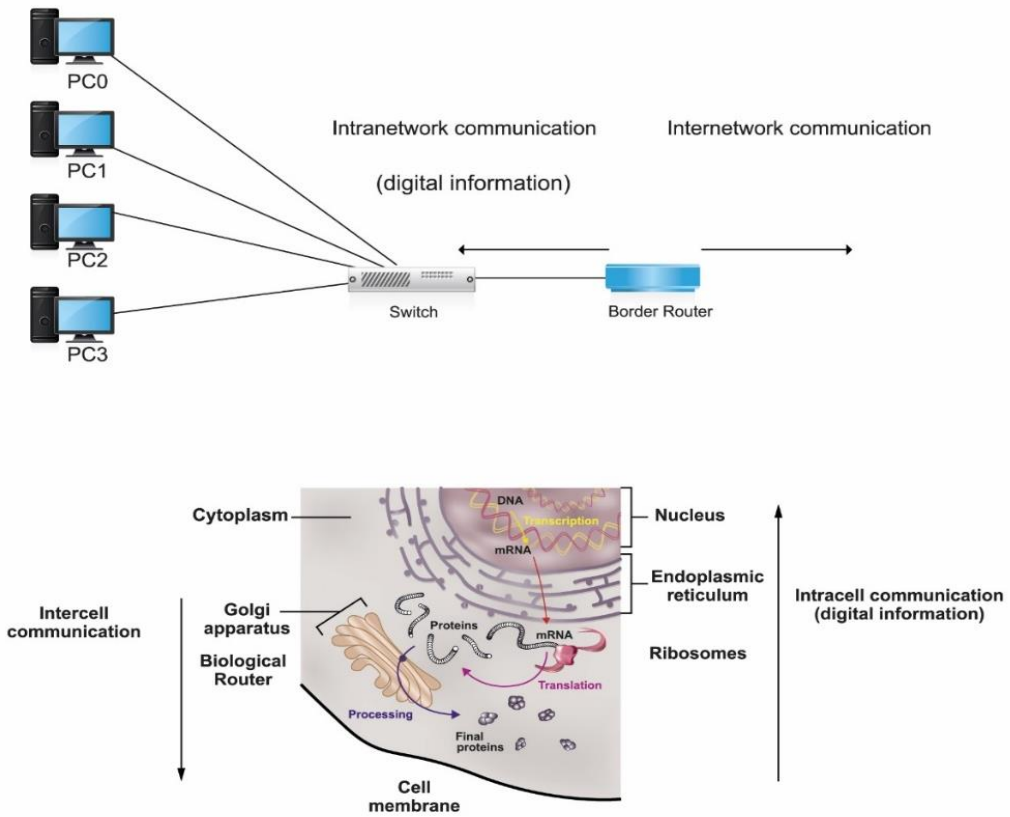 PC0
PC1
PC2
PC3
Intranetwork communication
(digital information)
Internetwork communication
Switch
Border Router
Cytoplasm
DNA
Transcription
mRNA
Nucleus
Endoplasmic
reticulum
Intercell
communication
Golgi
apparatus
Biological
Router
Proteins
mRNA
Ribosomes
Translation
Processing
Final
proteins
Cell
membrane
Intracell communication
(digital information)